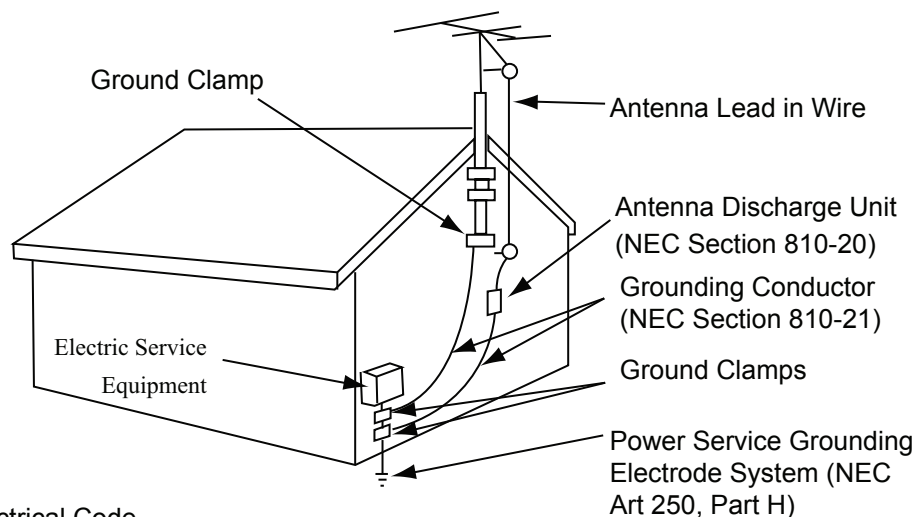 Ground Clamp
Antenna Lead in Wire
Antenna Discharge Unit
(NEC Section 810-20)
Grounding Conductor
(NEC Section 810-21)
Electric Service
Equipment
Ground Clamps
Power Service Grounding
Electrode System (NEC
Art 250, Part H)